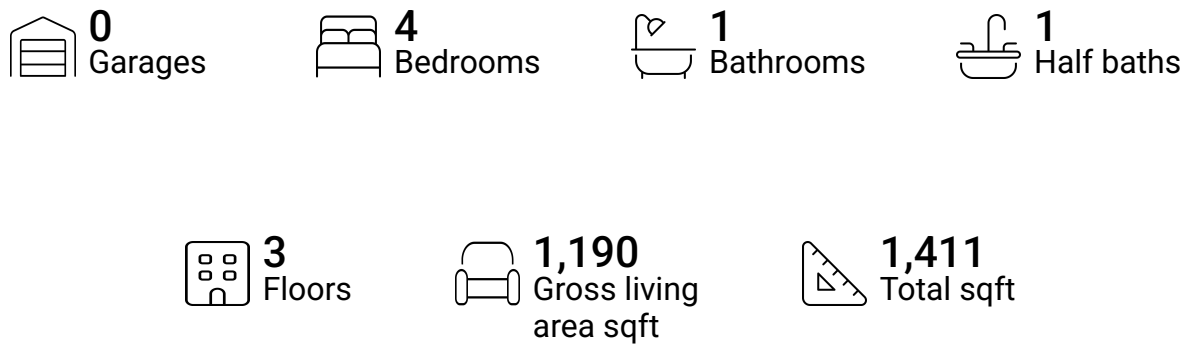 0
Garages
4
Bedrooms
1
Bathrooms
1
Half baths
3
Floors
1,190
Gross living
area sqft
1,411
Total sqft